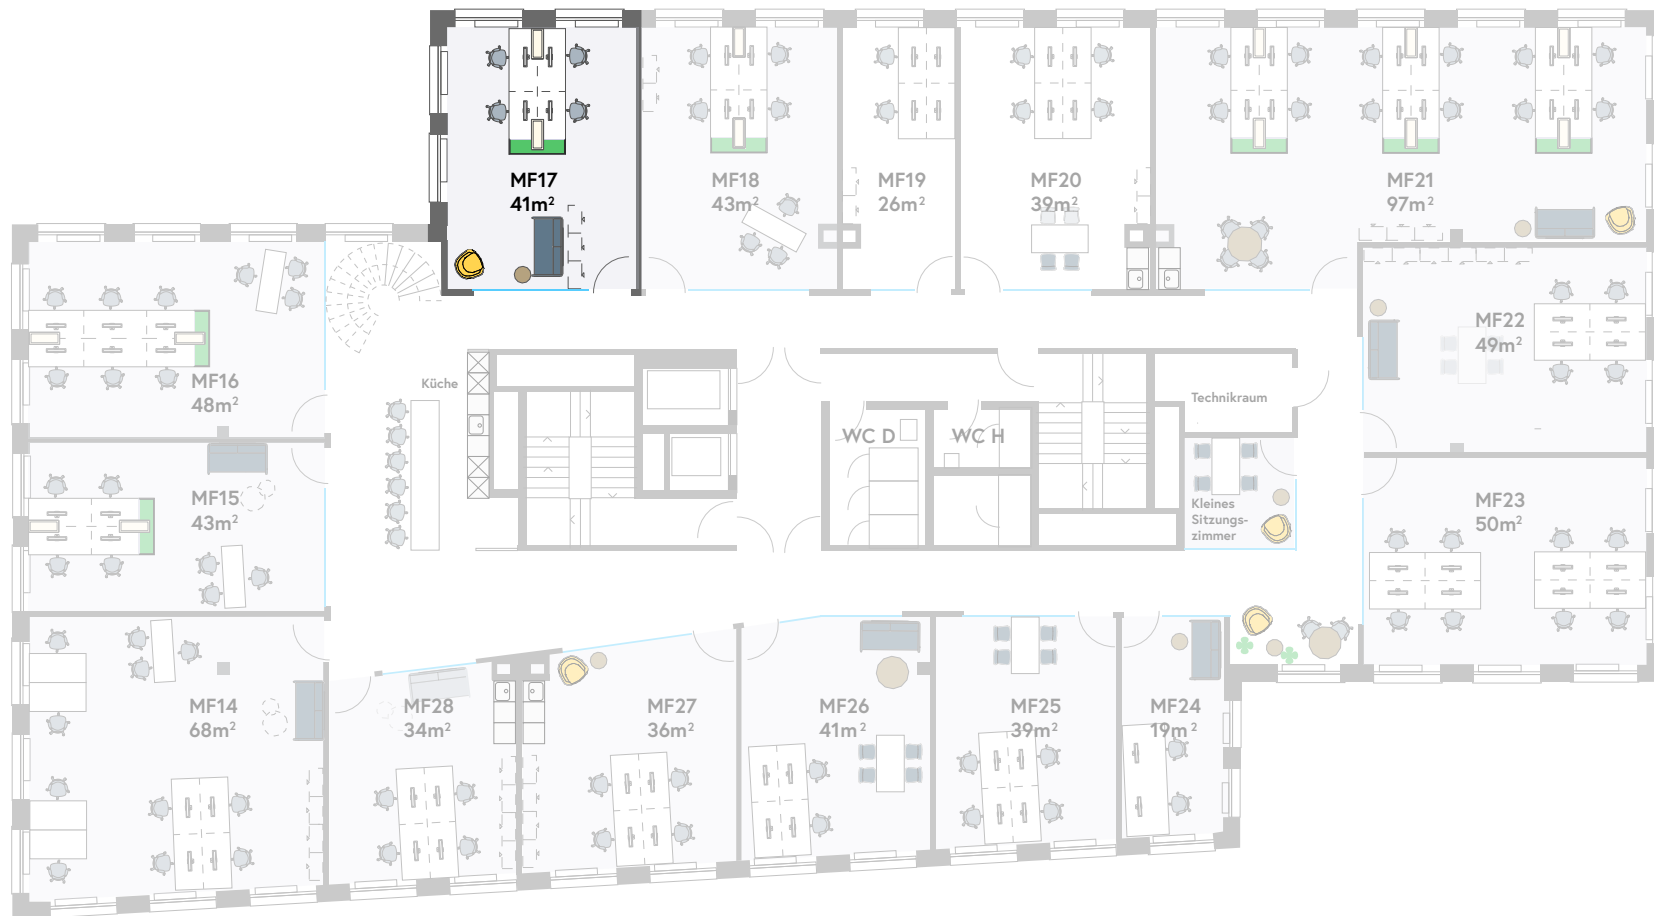 MF17
41m²
MF18
43m²
MF19
26m²
MF20
39m²
MF21
97m²
MF22
49m²
MF16
48m²
Küche
Technikraum
WC D
WC H
MF15
43m²
Kleines
Sitzungs-
zimmer
MF23
50m²
MF14
68m²
MF28
34m²
MF27
36m²
MF26
41m²
MF25
39m²
MF24
19m²